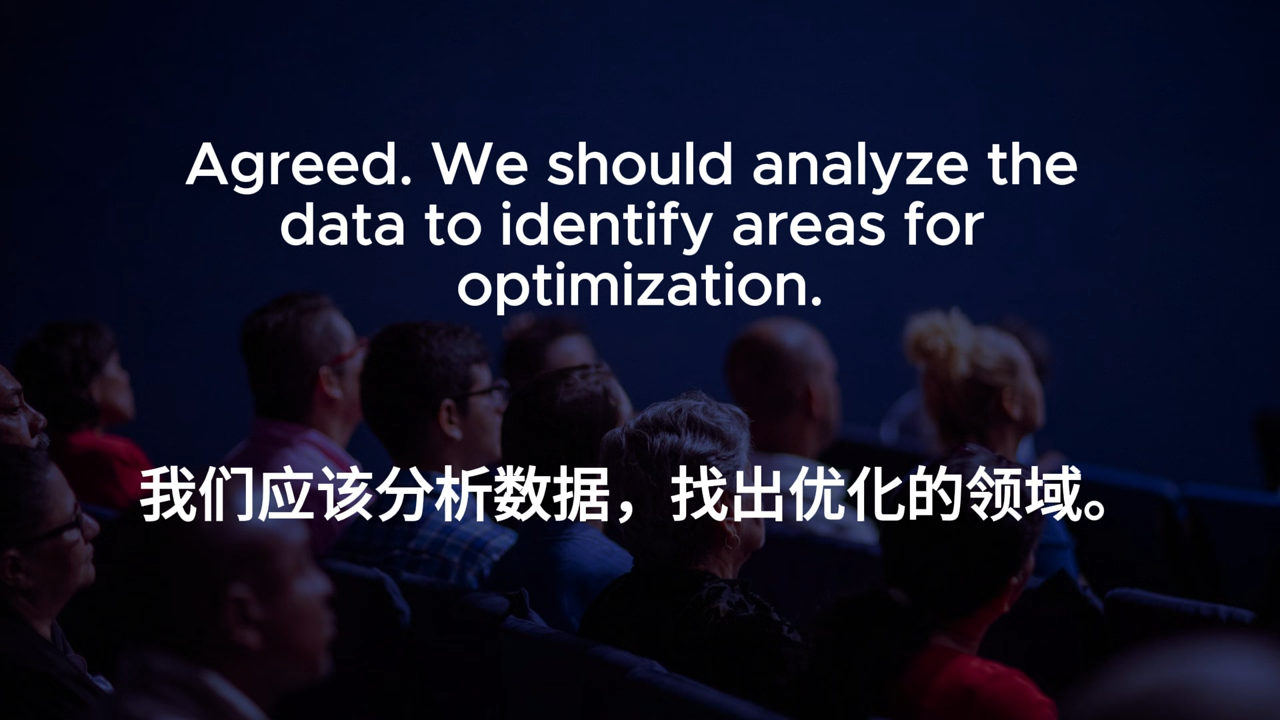 Agreed. We should analyze the
data to identify areas for
optimization.
我们应该分析数据，找出优化的领域。